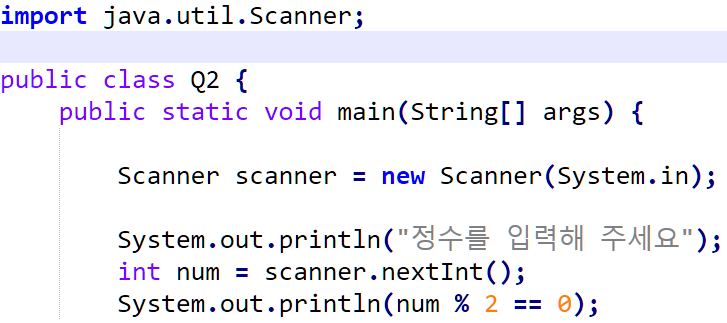 import java.util.Scanner;
public class Q2 {
public static void main(String[] args) {
Scanner scanner = new Scanner(System.in);
System.out.println("정수를 입력해 주세요");
int num = scanner.nextInt();
System.out.println(num % 2 == 0);